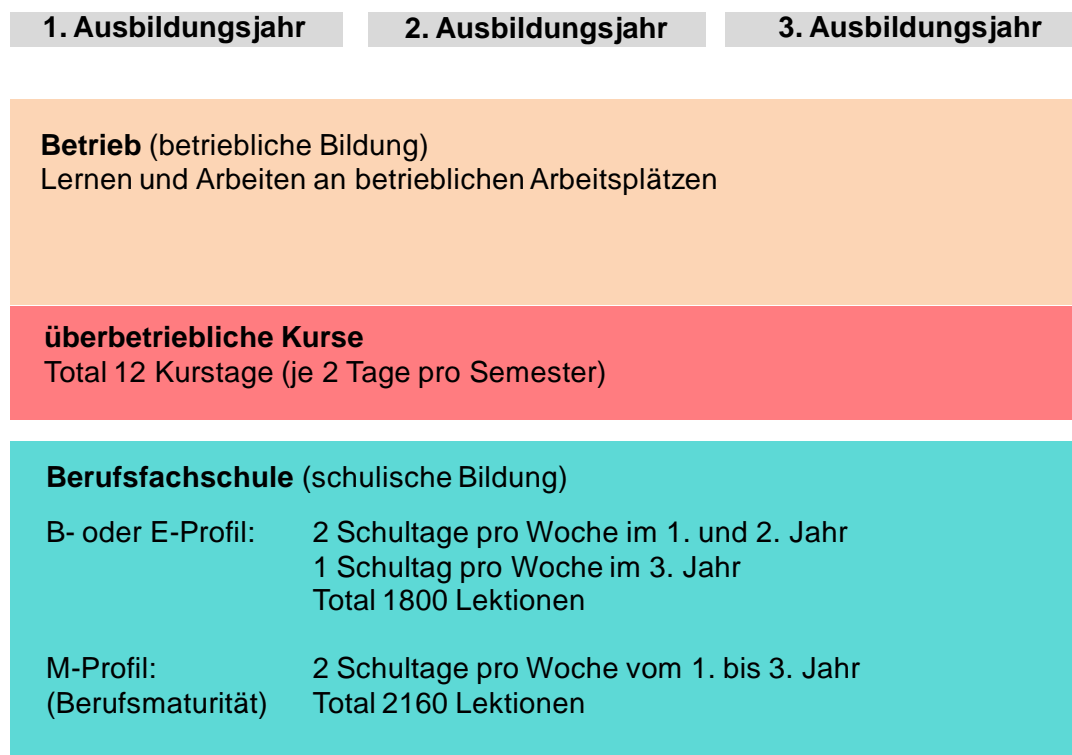 1. Ausbildungsjahr 2. Ausbildungsjahr 3. Ausbildungsjahr
Betrieb (betriebliche Bildung)
Lernen und Arbeiten an betrieblichen Arbeitsplätzen
überbetriebliche Kurse
Total 12 Kurstage (je 2 Tage pro Semester)
Berufsfachschule (schulische Bildung)
B- oder E-Profil: 2 Schultage pro Woche im 1. und 2. Jahr
1 Schultag pro Woche im 3. Jahr
Total 1800 Lektionen
M-Profil: 2 Schultage pro Woche vom 1. bis 3. Jahr
(Berufsmaturität) Total 2160 Lektionen